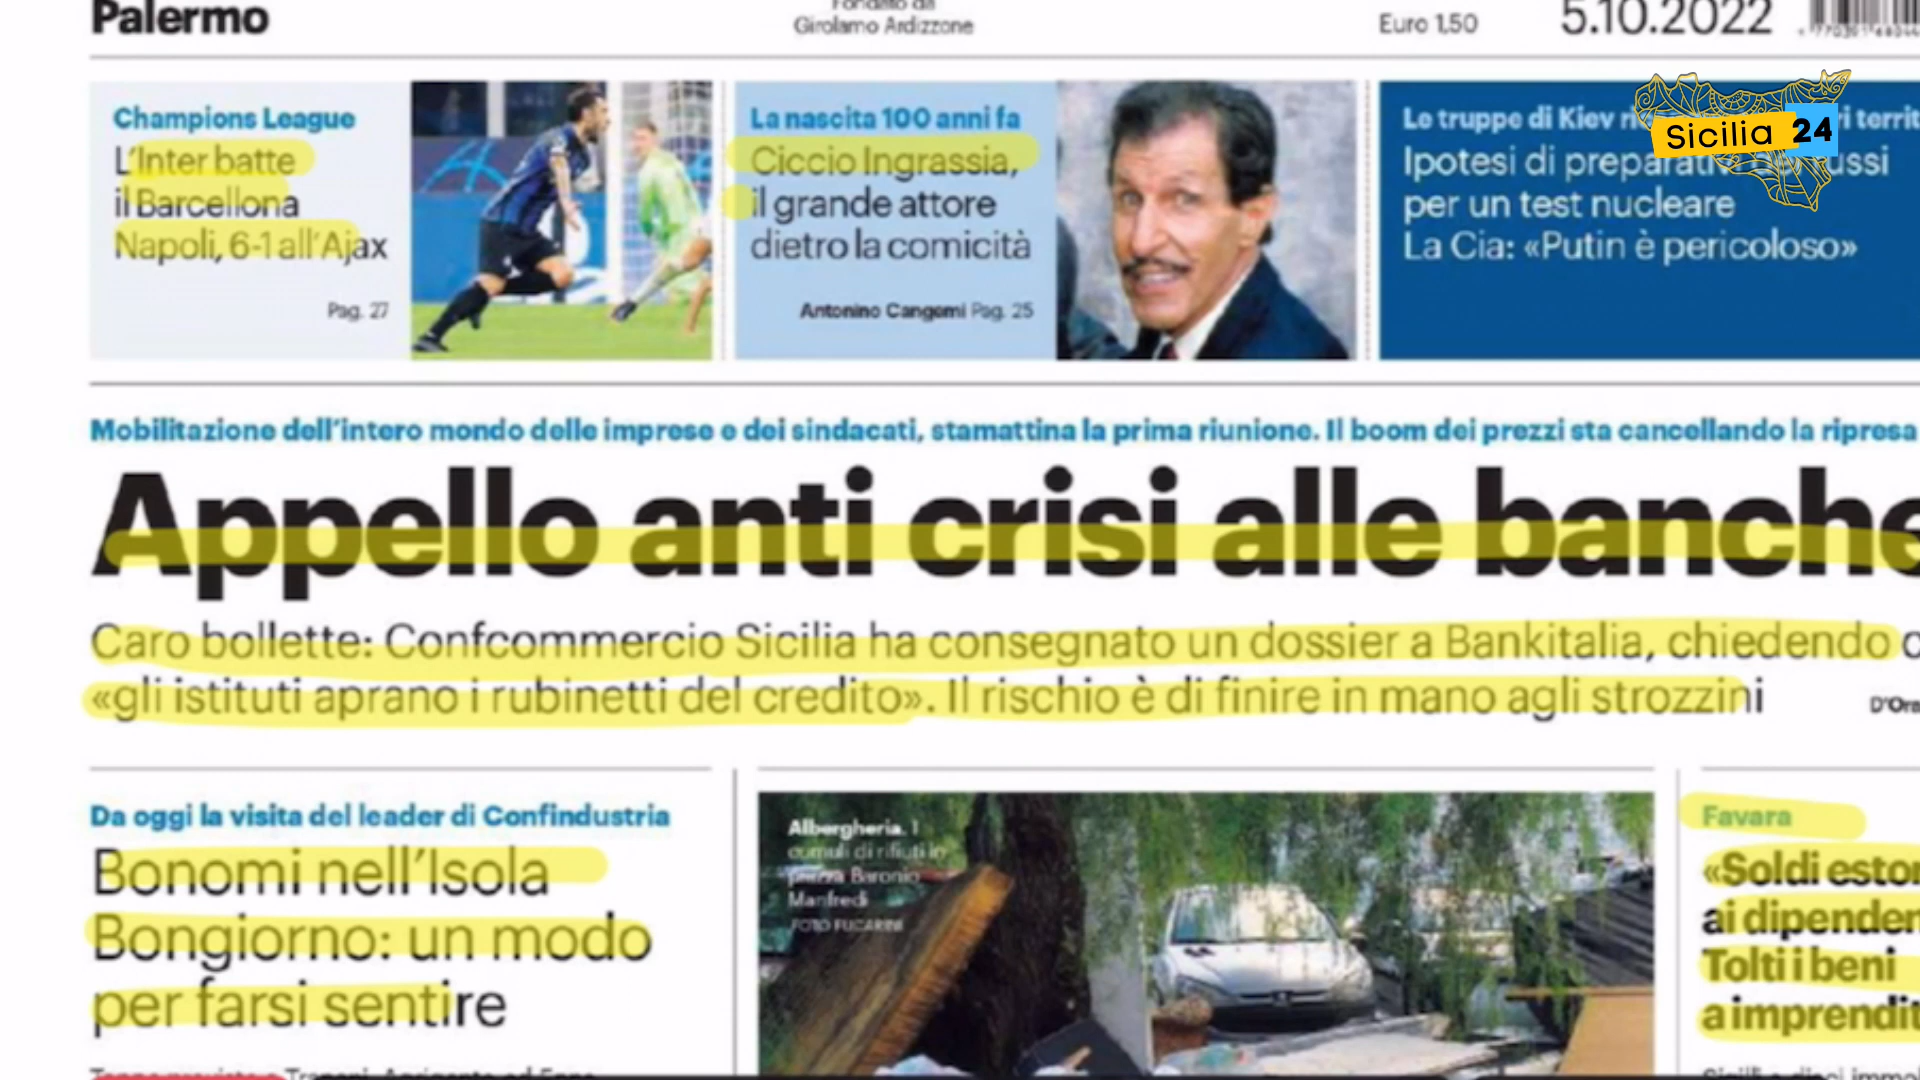 Palermo
Fondato da
Girolamo Ardizzone
Euro 1,50
5.10.2022
Sicilia 24
Champions League
L'Inter batte
il Barcellona
Napoli, 6-1 all'Ajax
Pag. 27
La nascita 100 anni fa
Ciccio Ingrassia,
il grande attore
dietro la comicità
Antonino Cangemi Pag. 25
Le truppe di Kiev
Ipotesi di
per un test nucleare
La Cia: «Putin è pericoloso»
Mobilitazione dell'intero mondo delle imprese e dei sindacati, stamattina la prima riunione. Il boom dei prezzi sta cancellando la ripresa
Appello anti crisi alle banche
Caro bollette: Confcommercio Sicilia ha consegnato un dossier a Bankitalia, chiedendo
«gli istituti aprano i rubinetti del credito». Il rischio è di finire in mano agli strozzini
D'Ora
Da oggi la visita del leader di Confindustria
Bonomi nell'Isola
Bongiorno: un modo
per farsi sentire
Albergheria. I
cumuli di rifiuti in
piazza Baronio
Manfredi
FOTO FUCARINI
Favara
«Soldi estor
ai dipenden
Tolti i beni
a imprendit